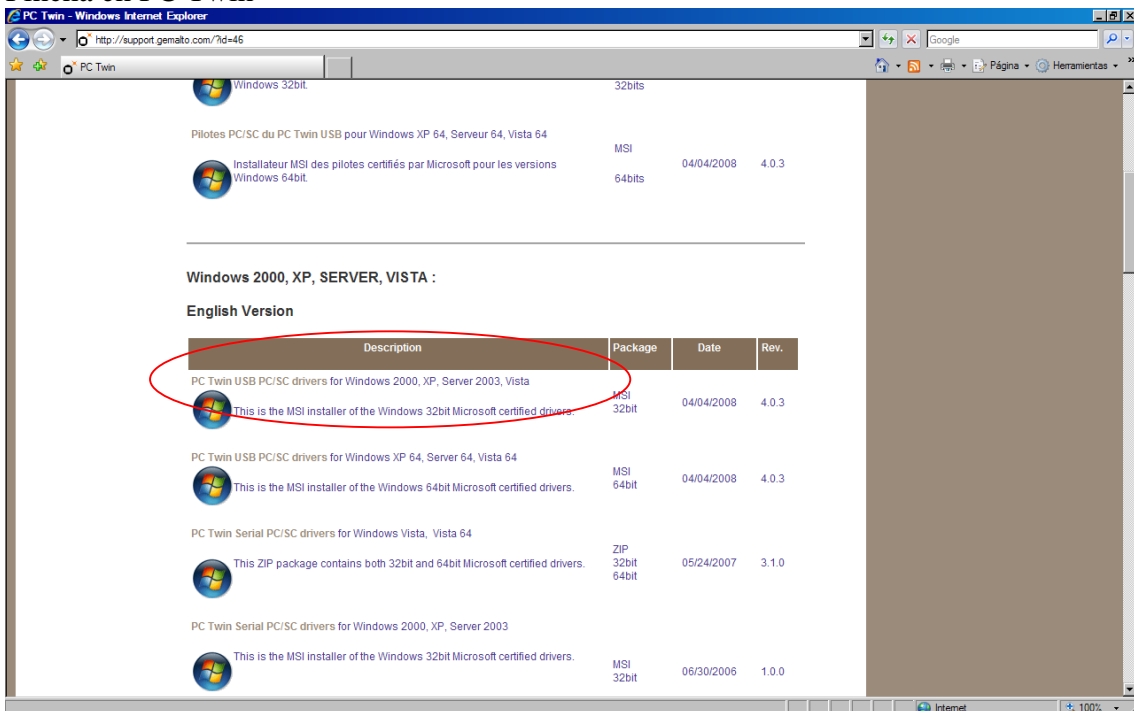 PC Twin - Windows Internet Explorer
http://support.gemalto.com/?id=46
Google
PC Twin
Página
Herramientas
Windows 32bit.
32bits
Pilotes PC/SC du PC Twin USB pour Windows XP 64, Serveur 64, Vista 64
Installateur MSI des pilotes certifiés par Microsoft pour les versions
Windows 64bit.
MSI
64bits
04/04/2008
4.0.3
Windows 2000, XP, SERVER, VISTA :
English Version
Description Package Date Rev.
PC Twin USB PC/SC drivers for Windows 2000, XP, Server 2003, Vista
This is the MSI installer of the Windows 32bit Microsoft certified drivers.
MSI
32bit
04/04/2008
4.0.3
PC Twin USB PC/SC drivers for Windows XP 64, Server 64, Vista 64
This is the MSI installer of the Windows 64bit Microsoft certified drivers.
MSI
64bit
04/04/2008
4.0.3
PC Twin Serial PC/SC drivers for Windows Vista, Vista 64
This ZIP package contains both 32bit and 64bit Microsoft certified drivers.
ZIP
32bit
64bit
05/24/2007
3.1.0
PC Twin Serial PC/SC drivers for Windows 2000, XP, Server 2003
This is the MSI installer of the Windows 32bit Microsoft certified drivers.
MSI
32bit
06/30/2006
1.0.0
Internet
100%